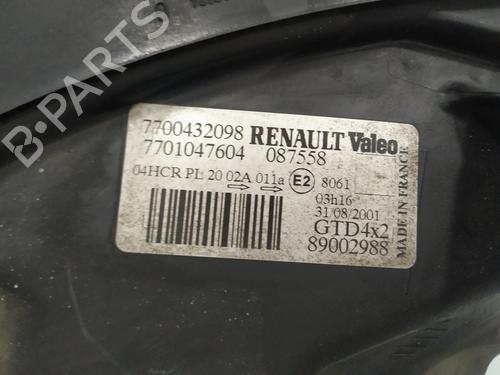 7700432098 RENAULT Valeo
7701047604 087558
04HCR PL 20 02A 011a E2 8061
03h16
31/08/2001
GTD4x2
89002988
MADE IN FRANCE
B-PARTS